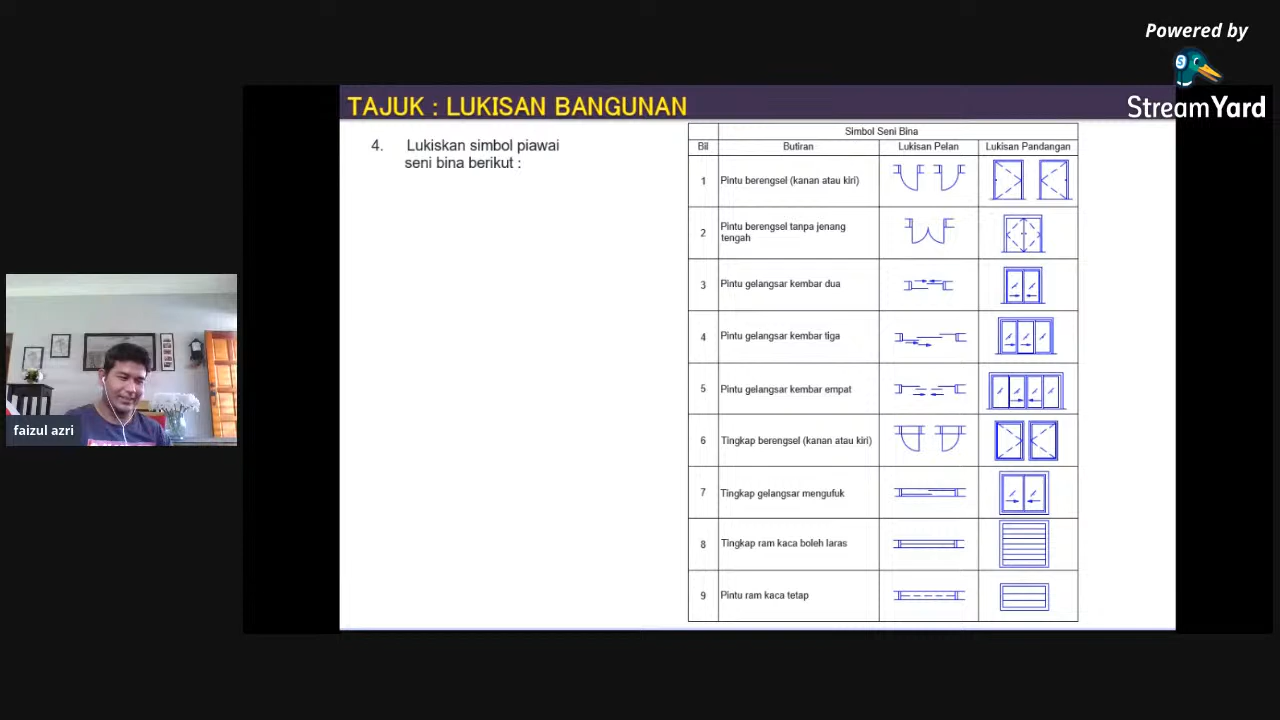 Powered by
StreamYard
TAJUK : LUKISAN BANGUNAN
4. Lukiskan simbol piawai
seni bina berikut :
Simbol Seni Bina
Bil Butiran Lukisan Pelan Lukisan Pandangan
1 Pintu berengsel (kanan atau kiri)
2 Pintu berengsel tanpa jenang
tengah
3 Pintu gelangsar kembar dua
4 Pintu gelangsar kembar tiga
5 Pintu gelangsar kembar empat
6 Tingkap berengsel (kanan atau kiri)
7 Tingkap gelangsar mengufuk
8 Tingkap ram kaca boleh laras
9 Pintu ram kaca tetap
faizul azri